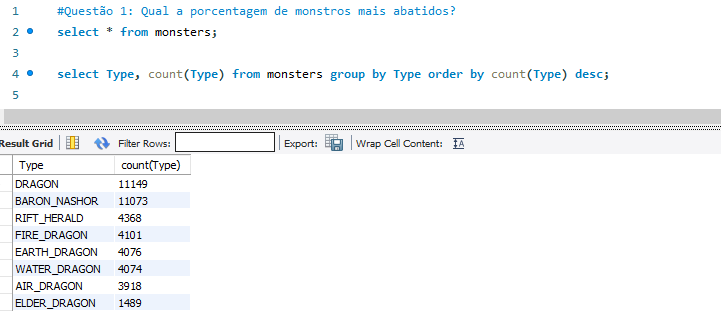 1 #Questão 1: Qual a porcentagem de monstros mais abatidos?
2 select * from monsters;
3
4 select Type, count(Type) from monsters group by Type order by count(Type) desc;
5
Result Grid Filter Rows: Export: Wrap Cell Content: IA
Type count(Type)
DRAGON 11149
BARON_NASHOR 11073
RIFT_HERALD 4368
FIRE_DRAGON 4101
EARTH_DRAGON 4076
WATER_DRAGON 4074
AIR_DRAGON 3918
ELDER_DRAGON 1489